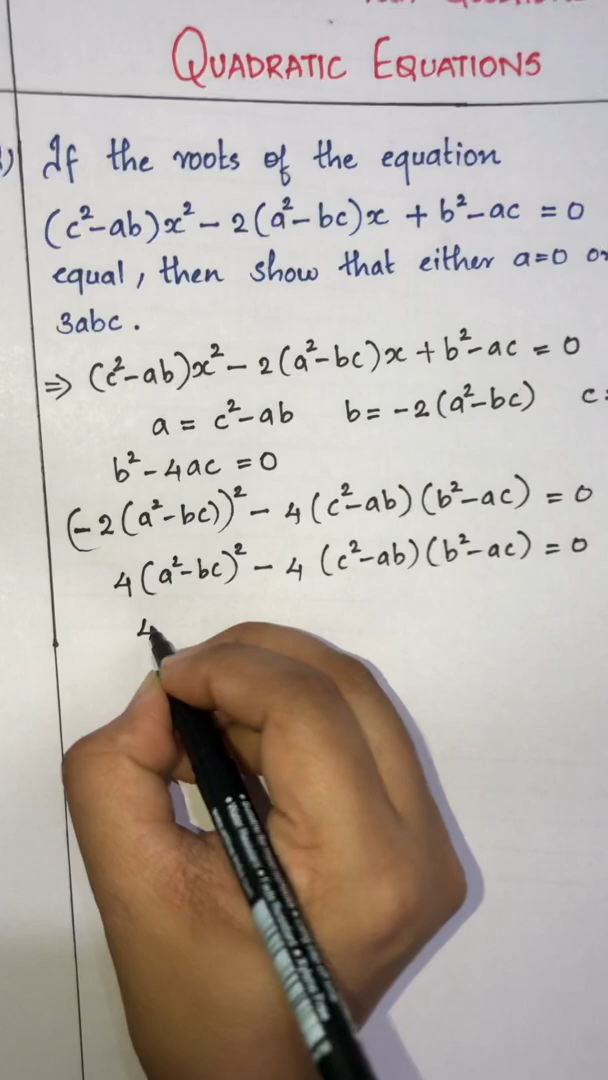 QUADRATIC EQUATIONS
) If the roots of the equation
(c²-ab)x² - 2(a²-bc)x + b²-ac = 0
equal, then show that either a=0 or
3abc.
⇒ (c²-ab)x² - 2(a²-bc)x + b²-ac = 0
a = c²-ab b = -2(a²-bc) c=
b²-4ac = 0
(-2(a²-bc))² - 4(c²-ab)(b²-ac) = 0
4(a²-bc)² - 4(c²-ab)(b²-ac) = 0
4